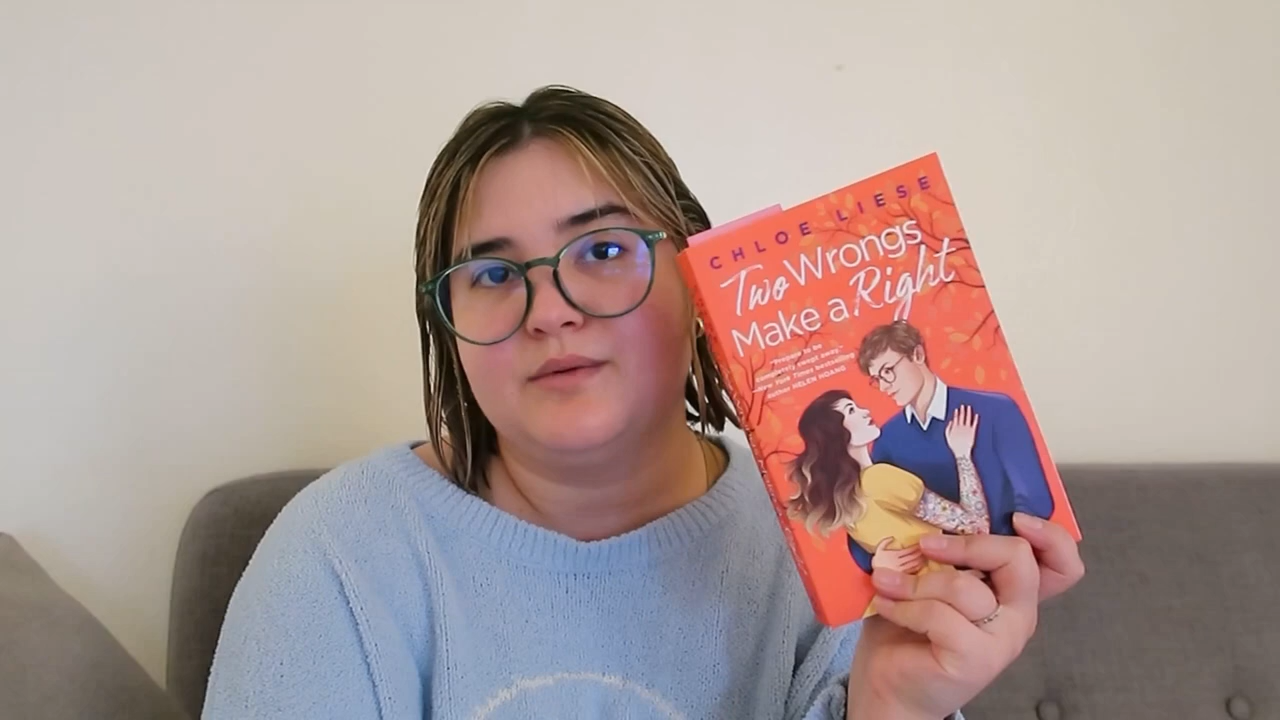 CHLOE LIESE
Two Wrongs
Make a Right
"Prepare to be
completely swept away."
—New York Times bestselling
author HELEN HOANG